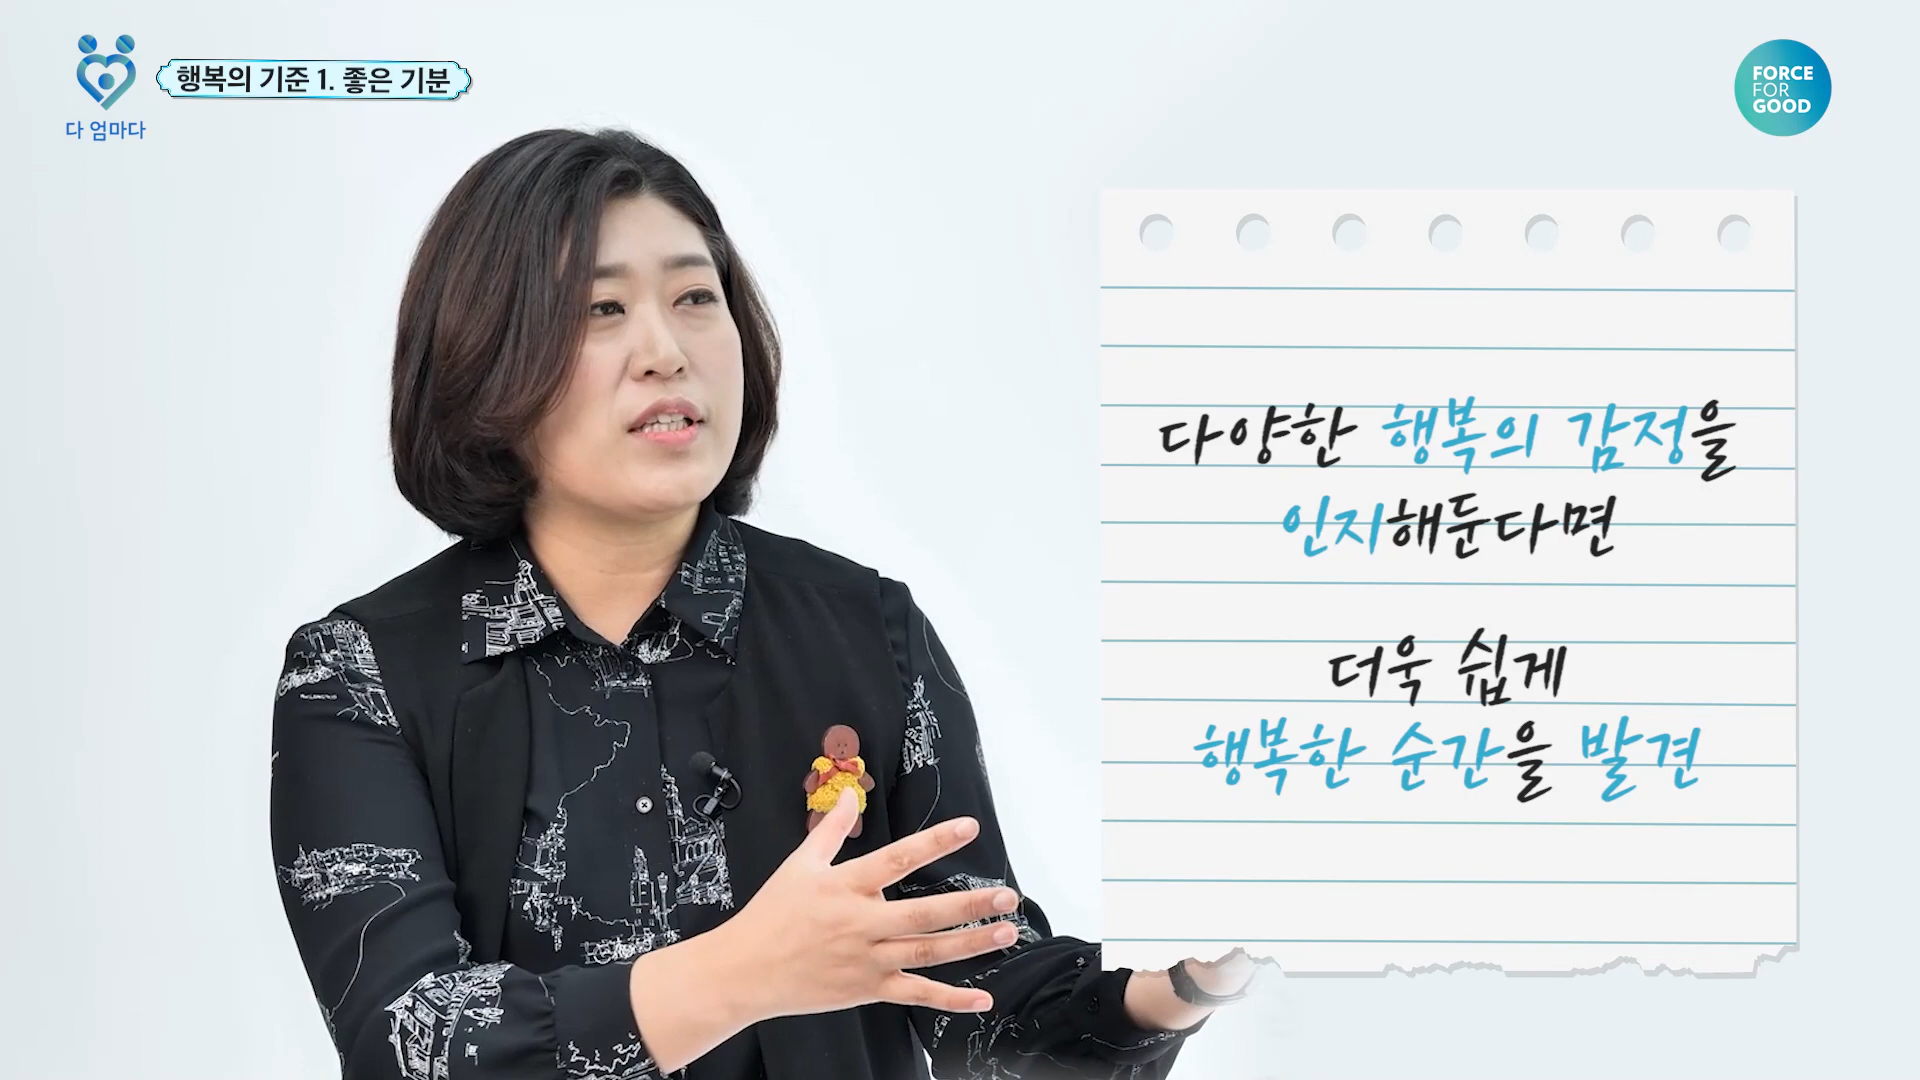 행복의 기준 1. 좋은 기분
다 엄마다
FORCE
FOR
GOOD
다양한 행복의 감정을
인지해둔다면
더욱 쉽게
행복한 순간을 발견